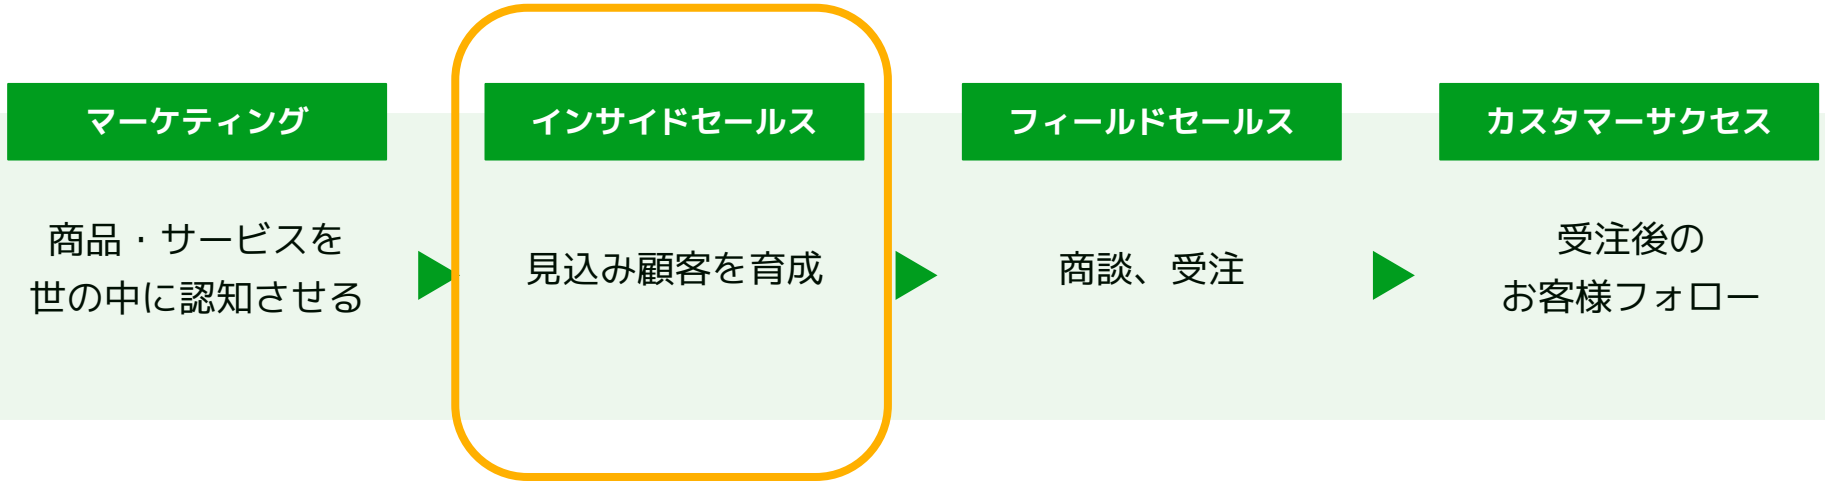 マーケティング
商品・サービスを
世の中に認知させる
インサイドセールス
見込み顧客を育成
フィールドセールス
商談、受注
カスタマーサクセス
受注後の
お客様フォロー